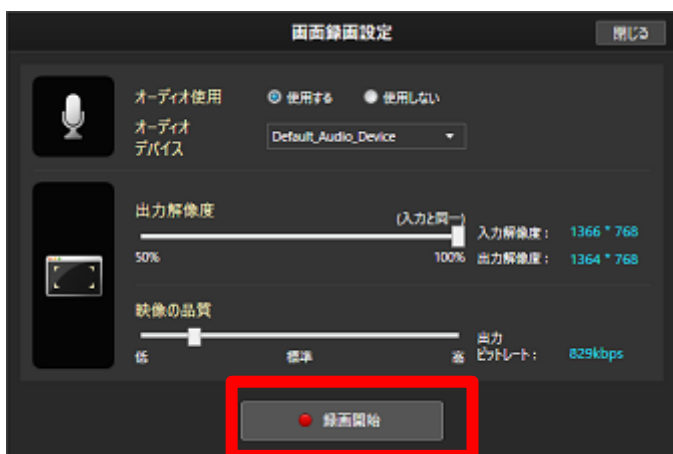 画面録画設定
閉じる
オーディオ使用
使用する
使用しない
オーディオ
デバイス
Default_Audio_Device
出力解像度
(入力と同一)
50%
100%
入力解像度: 1366 * 768
出力解像度: 1364 * 768
映像の品質
低
標準
高
出力
ビットレート: 829kbps
録画開始